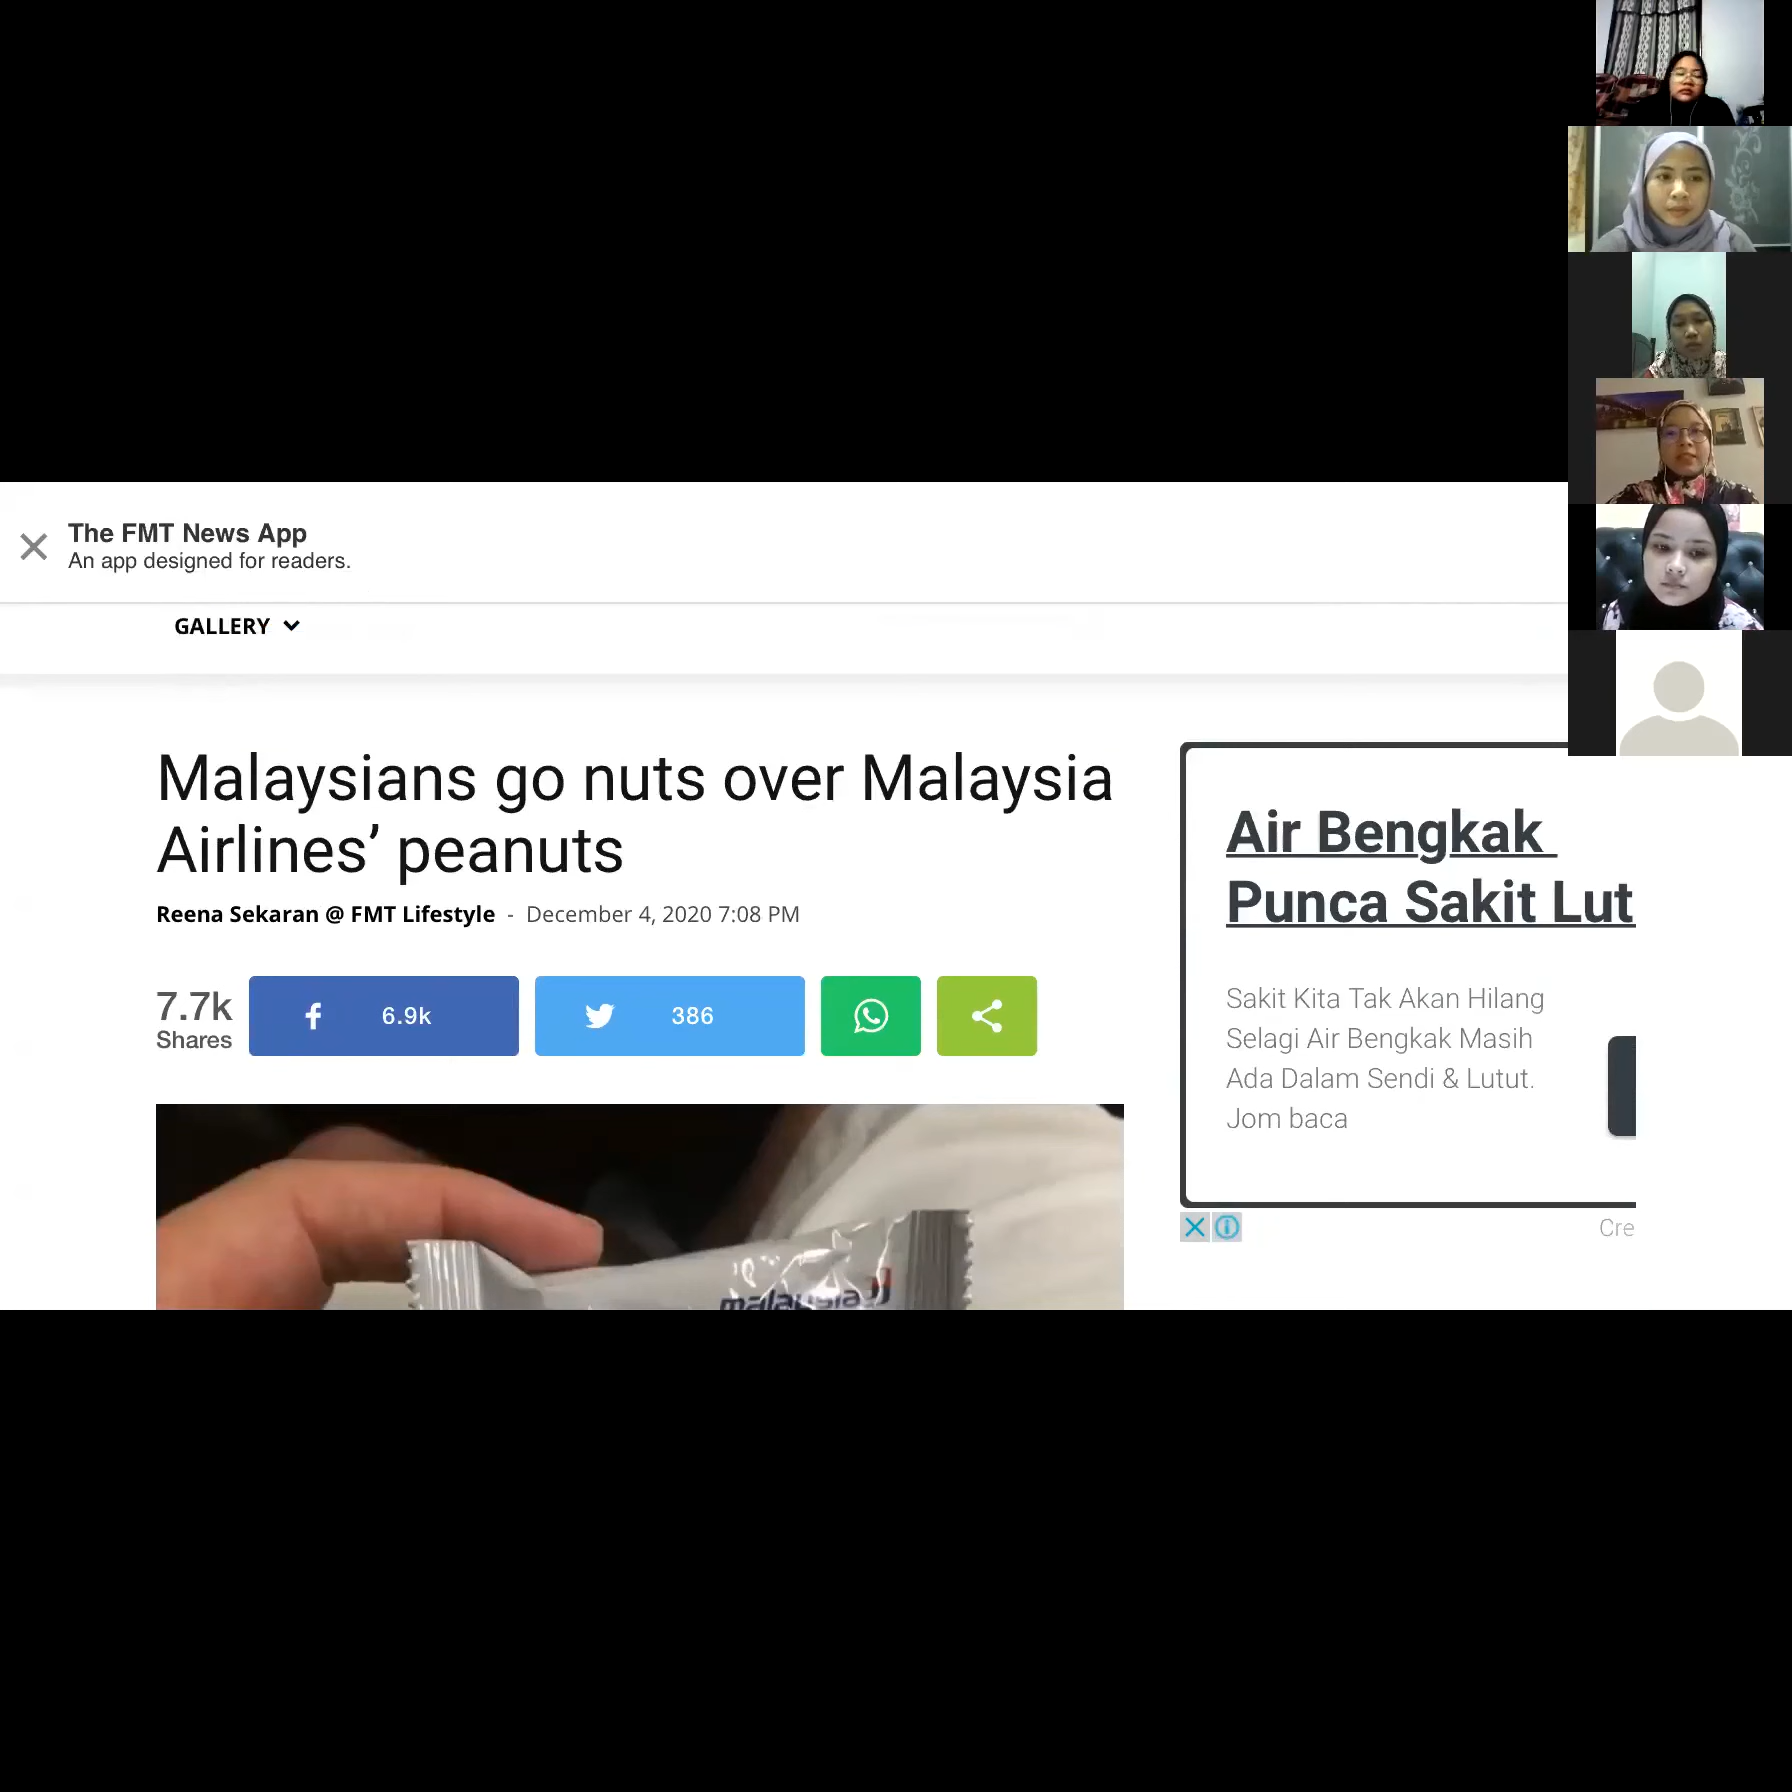 The FMT News App
An app designed for readers.
GALLERY
Malaysians go nuts over Malaysia
Airlines’ peanuts
Reena Sekaran @ FMT Lifestyle - December 4, 2020 7:08 PM
7.7k
Shares
6.9k
386
Air Bengkak
Punca Sakit Lut
Sakit Kita Tak Akan Hilang
Selagi Air Bengkak Masih
Ada Dalam Sendi & Lutut.
Jom baca
Cre
malaysia